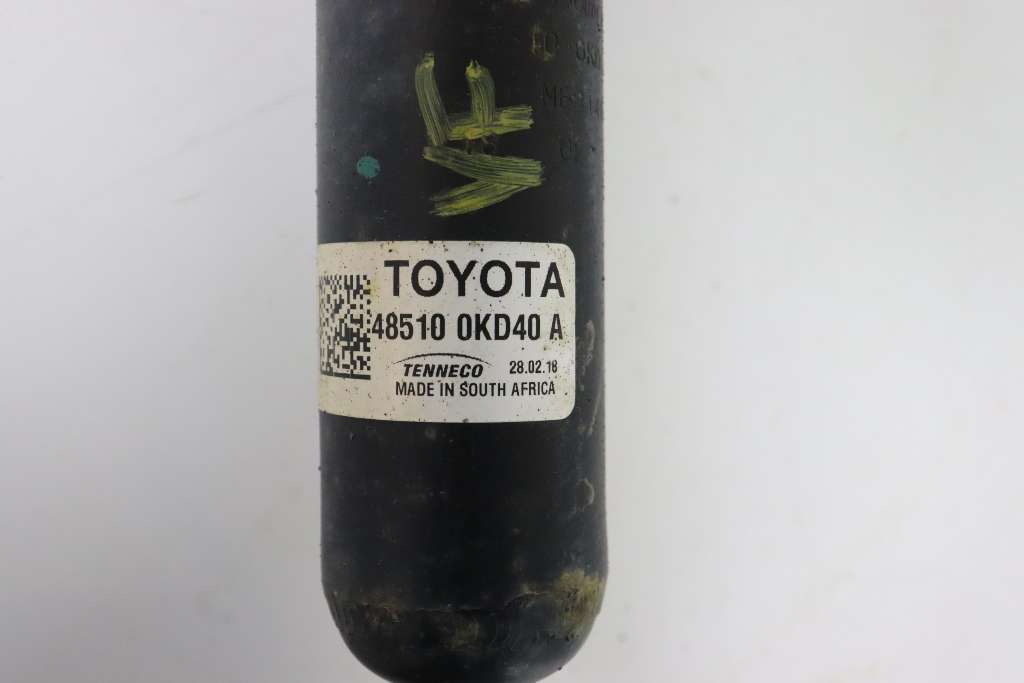 TOYOTA
48510 0KD40 A
TENNECO 28.02.18
MADE IN SOUTH AFRICA